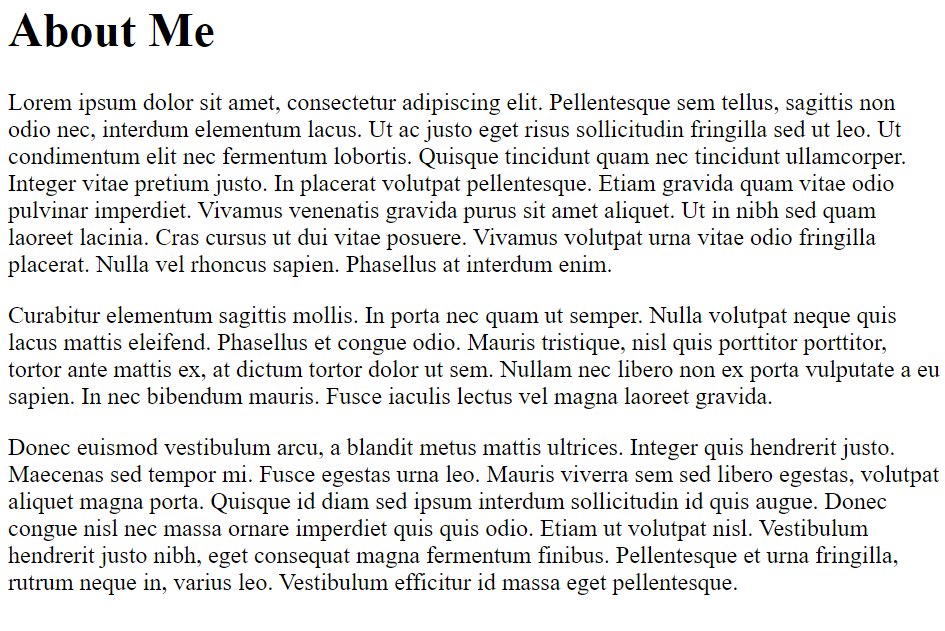 About Me
Lorem ipsum dolor sit amet, consectetur adipiscing elit. Pellentesque sem tellus, sagittis non
odio nec, interdum elementum lacus. Ut ac justo eget risus sollicitudin fringilla sed ut leo. Ut
condimentum elit nec fermentum lobortis. Quisque tincidunt quam nec tincidunt ullamcorper.
Integer vitae pretium justo. In placerat volutpat pellentesque. Etiam gravida quam vitae odio
pulvinar imperdiet. Vivamus venenatis gravida purus sit amet aliquet. Ut in nibh sed quam
laoreet lacinia. Cras cursus ut dui vitae posuere. Vivamus volutpat urna vitae odio fringilla
placerat. Nulla vel rhoncus sapien. Phasellus at interdum enim.
Curabitur elementum sagittis mollis. In porta nec quam ut semper. Nulla volutpat neque quis
lacus mattis eleifend. Phasellus et congue odio. Mauris tristique, nisl quis porttitor porttitor,
tortor ante mattis ex, at dictum tortor dolor ut sem. Nullam nec libero non ex porta vulputate a eu
sapien. In nec bibendum mauris. Fusce iaculis lectus vel magna laoreet gravida.
Donec euismod vestibulum arcu, a blandit metus mattis ultrices. Integer quis hendrerit justo.
Maecenas sed tempor mi. Fusce egestas urna leo. Mauris viverra sem sed libero egestas, volutpat
aliquet magna porta. Quisque id diam sed ipsum interdum sollicitudin id quis augue. Donec
congue nisl nec massa ornare imperdiet quis quis odio. Etiam ut volutpat nisl. Vestibulum
hendrerit justo nibh, eget consequat magna fermentum finibus. Pellentesque et urna fringilla,
rutrum neque in, varius leo. Vestibulum efficitur id massa eget pellentesque.